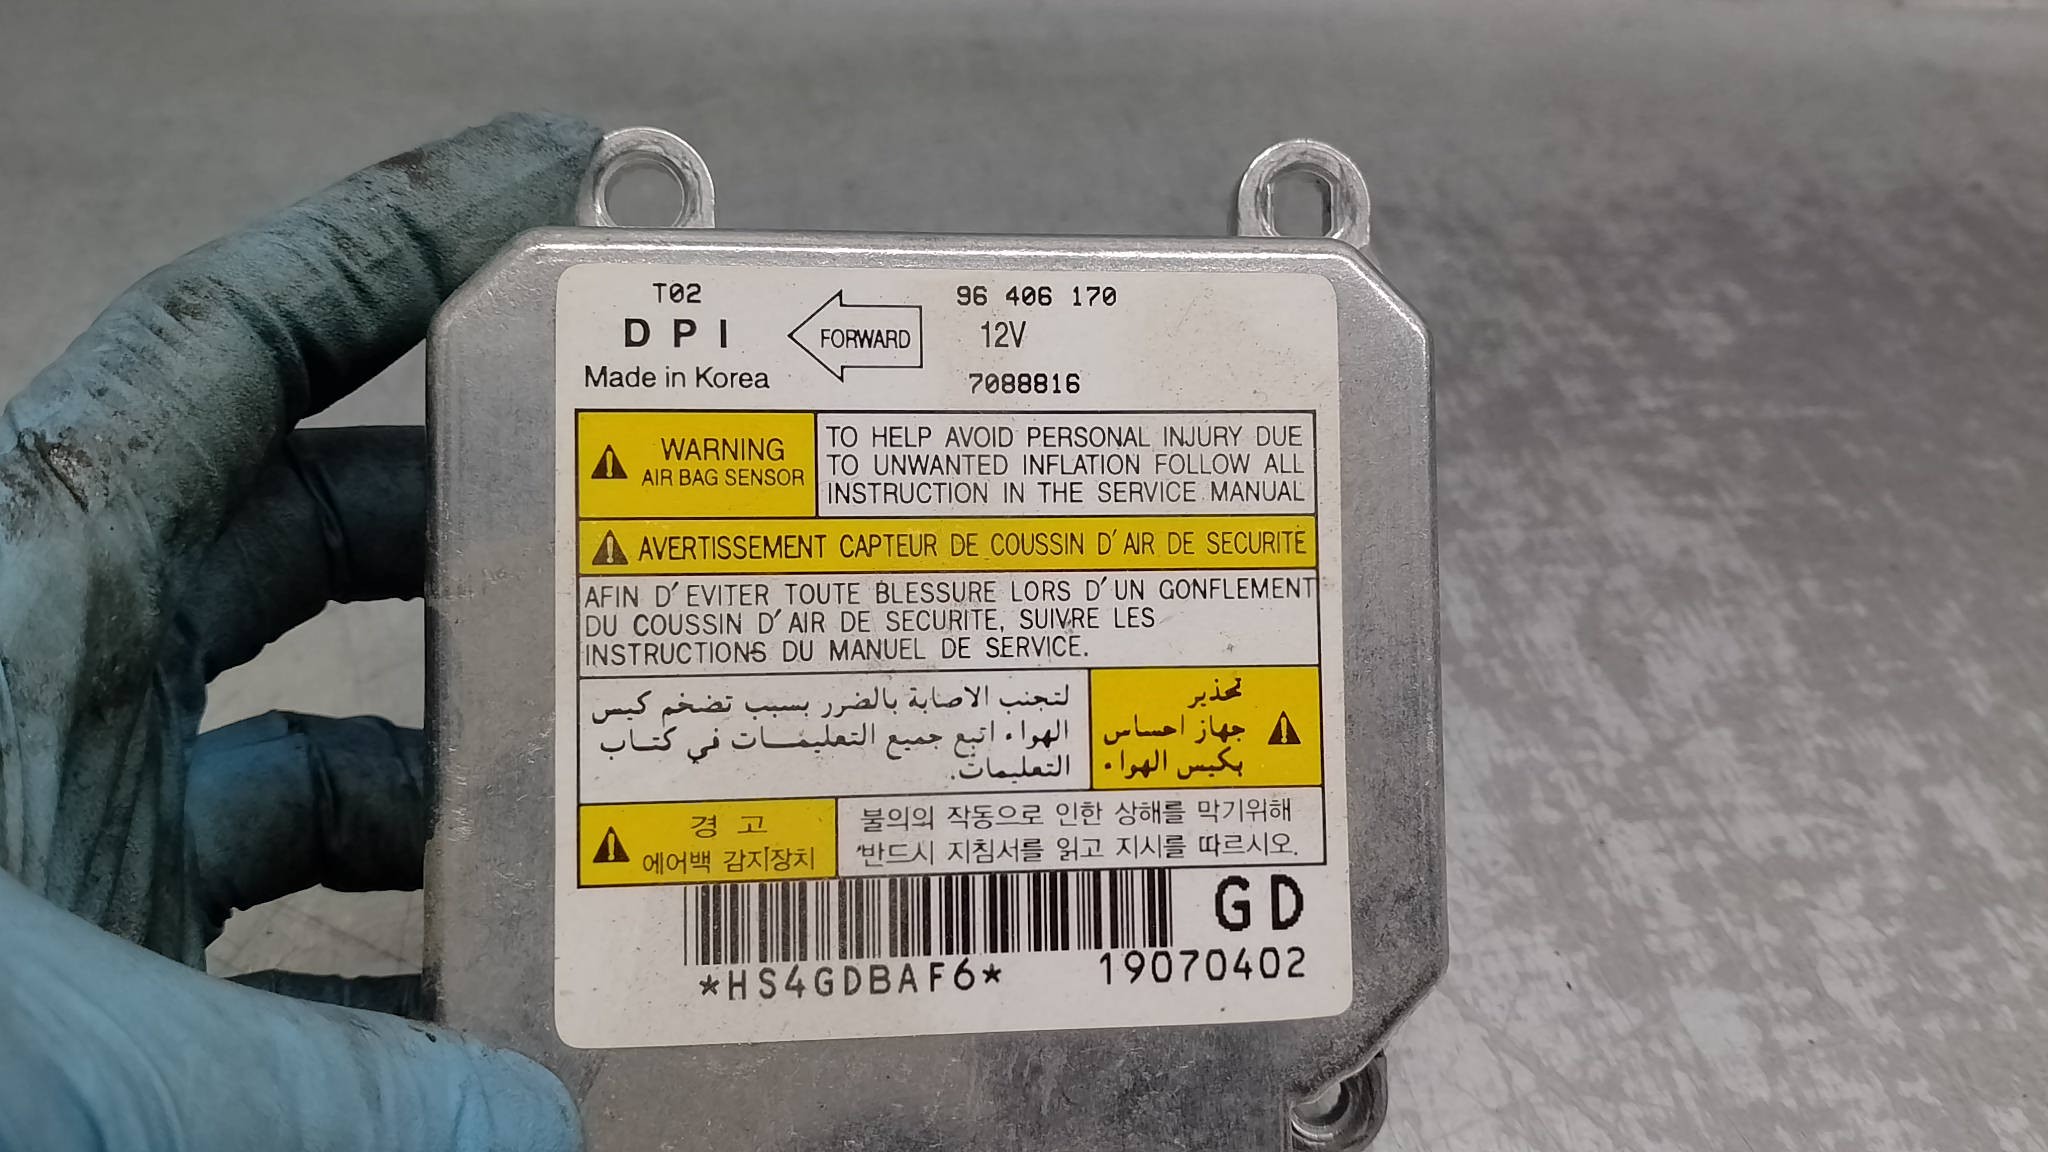 T02
D P I
Made in Korea
FORWARD
96 406 170
12V
7088816
WARNING
AIR BAG SENSOR
TO HELP AVOID PERSONAL INJURY DUE
TO UNWANTED INFLATION FOLLOW ALL
INSTRUCTION IN THE SERVICE MANUAL
AVERTISSEMENT CAPTEUR DE COUSSIN D'AIR DE SECURITE
AFIN D'EVITER TOUTE BLESSURE LORS D'UN GONFLEMENT
DU COUSSIN D'AIR DE SECURITE, SUIVRE LES
INSTRUCTIONS DU MANUEL DE SERVICE.
تحذير
جهاز احساس
بكيس الهواء
لتجنب الاصابة بالضرر بسبب تضخم كيس
الهواء اتبع جميع التعليمات في كتاب
التعليمات.
경 고
에어백 감지장치
불의의 작동으로 인한 상해를 막기위해
반드시 지침서를 읽고 지시를 따르시오.
GD
*HS4GDBAF6*
19070402